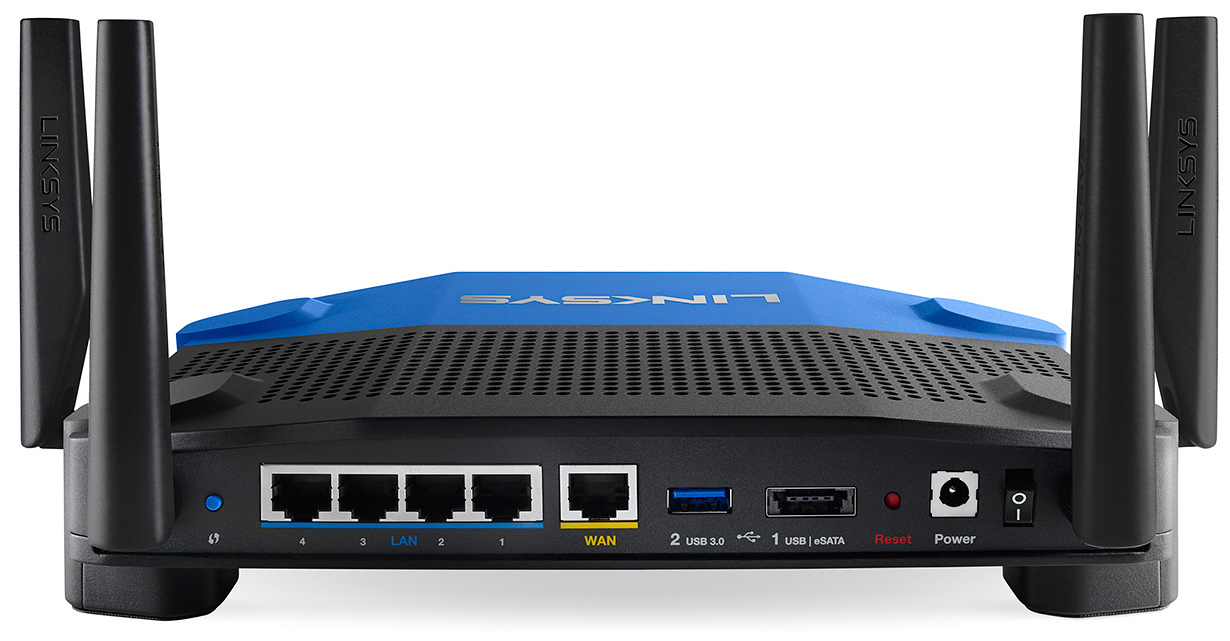 LINKSYS
LINKSYS
LINKSYS
4 3 LAN 2 1
WAN
2 USB 3.0
1 USB | eSATA
Reset
Power
O
I